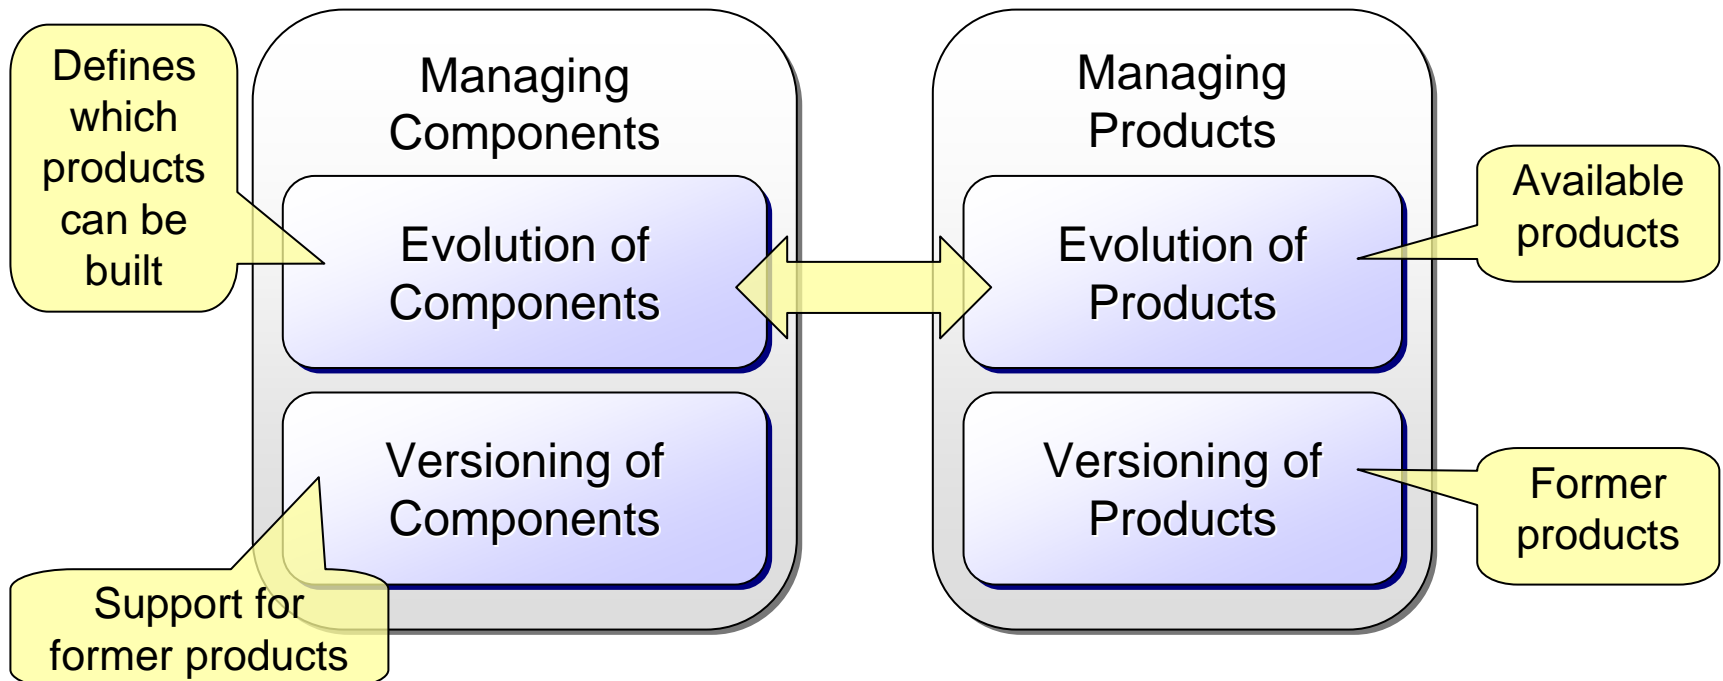 Defines
which
products
can be
built
Managing
Components
Evolution of
Components
Versioning of
Components
Support for
former products
Managing
Products
Evolution of
Products
Versioning of
Products
Available
products
Former
products